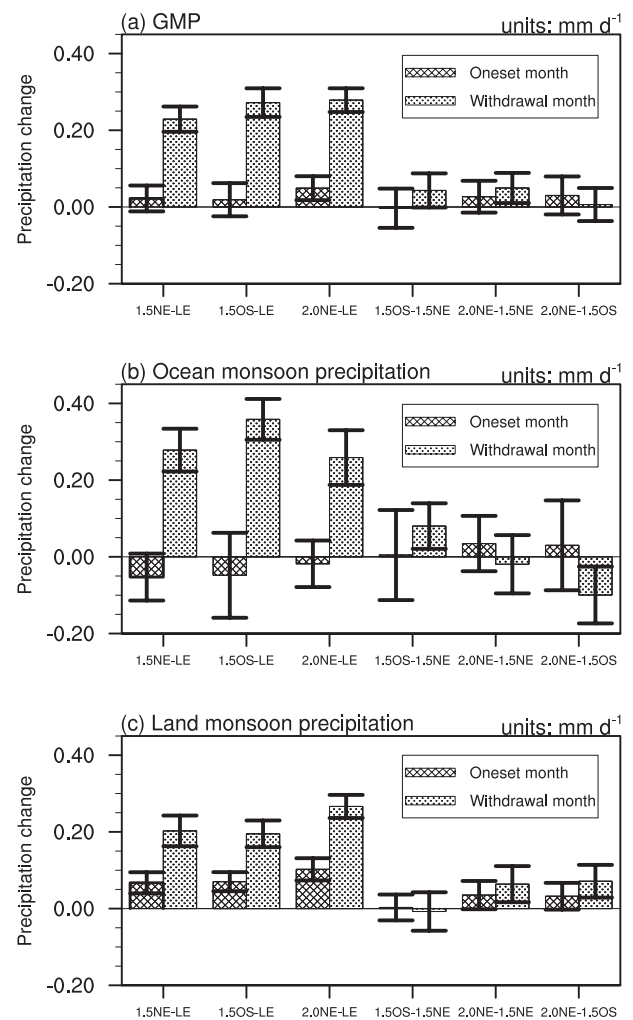 (a) GMP units: mm d-1
Precipitation change
0.40
0.20
0.00
-0.20
Oneset month
Withdrawal month
1.5NE-LE 1.5OS-LE 2.0NE-LE 1.5OS-1.5NE 2.0NE-1.5NE 2.0NE-1.5OS
(b) Ocean monsoon precipitation units: mm d-1
Precipitation change
0.40
0.20
0.00
-0.20
Oneset month
Withdrawal month
1.5NE-LE 1.5OS-LE 2.0NE-LE 1.5OS-1.5NE 2.0NE-1.5NE 2.0NE-1.5OS
(c) Land monsoon precipitation units: mm d-1
Precipitation change
0.40
0.20
0.00
-0.20
Oneset month
Withdrawal month
1.5NE-LE 1.5OS-LE 2.0NE-LE 1.5OS-1.5NE 2.0NE-1.5NE 2.0NE-1.5OS